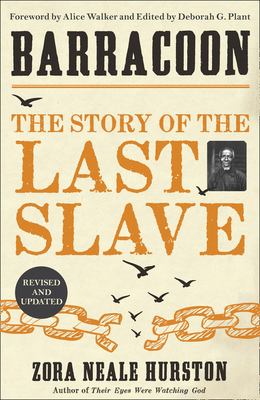 Foreword by Alice Walker and Edited by Deborah G. Plant
BARRACOON
THE STORY OF THE
LAST
SLAVE
REVISED
AND
UPDATED
ZORA NEALE HURSTON
Author of Their Eyes Were Watching God